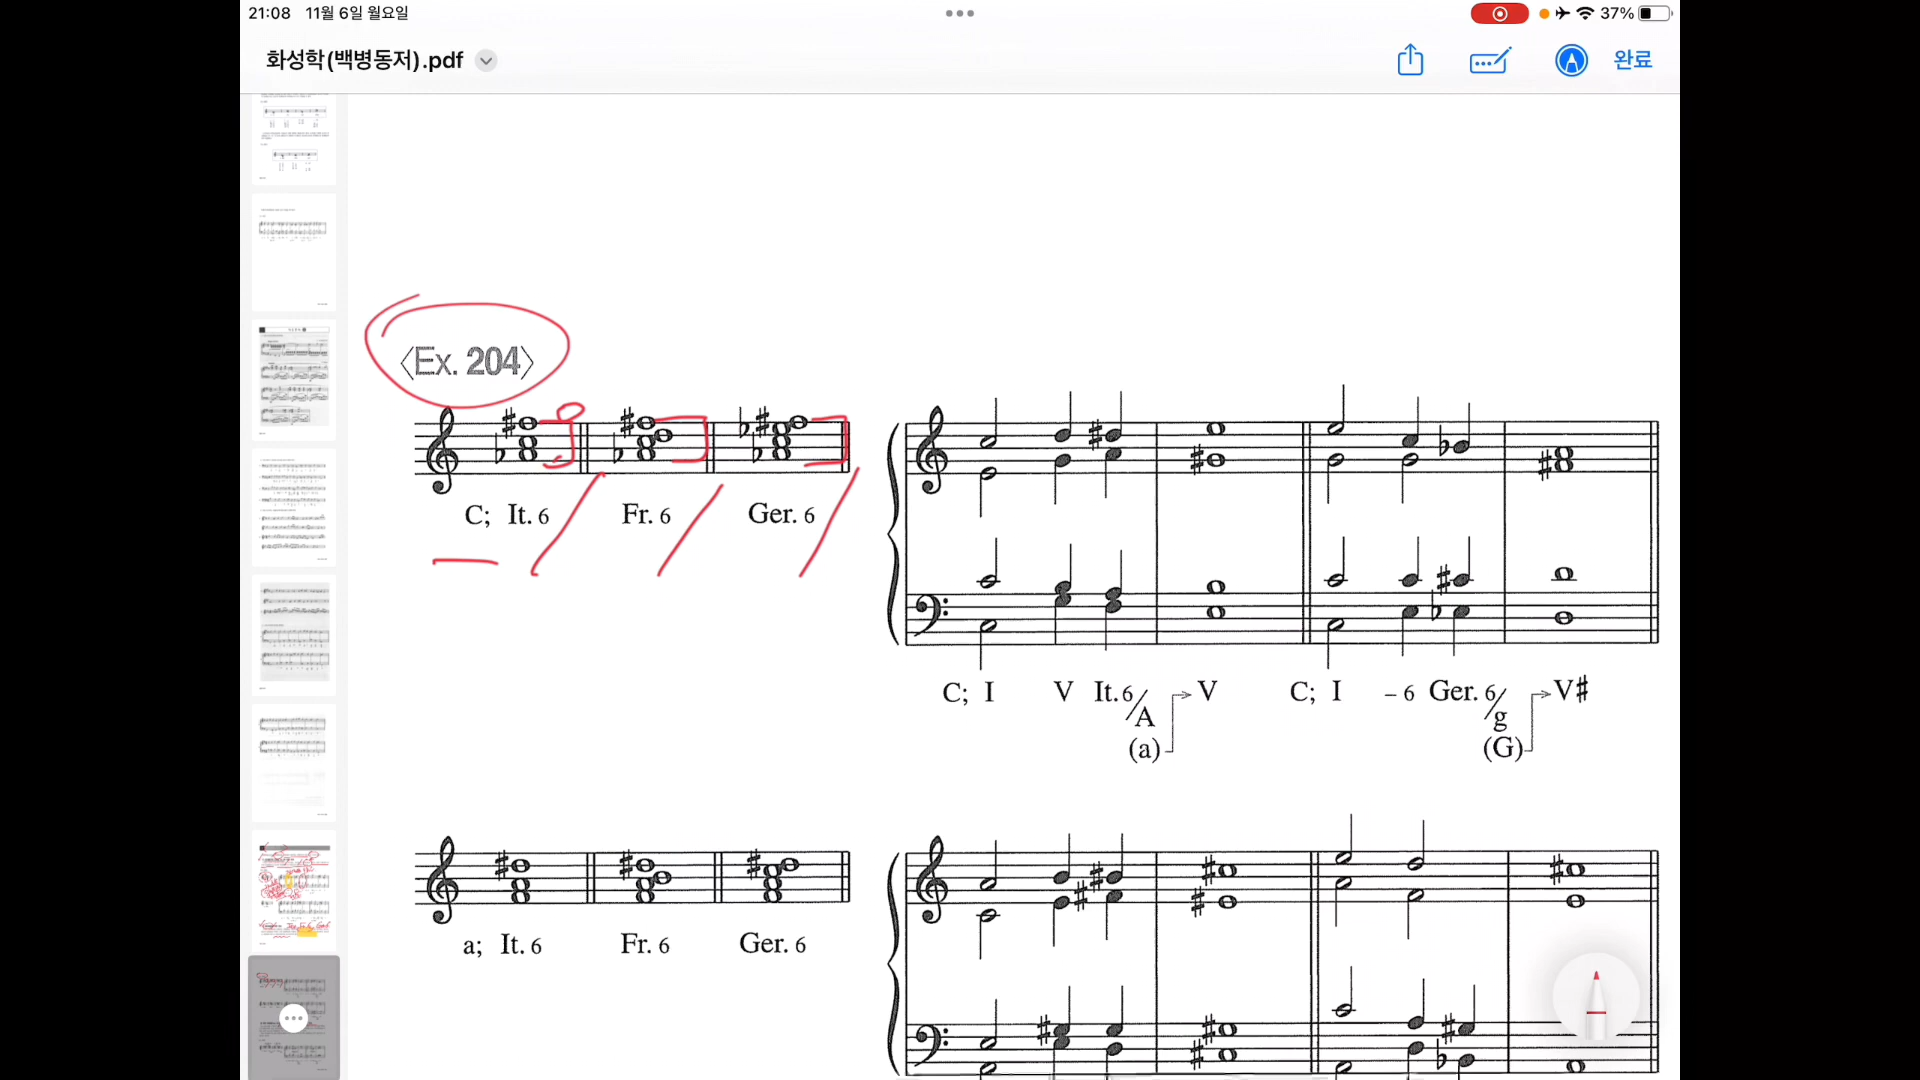 21:08 11월 6일 월요일
37%
화성학(백병동저).pdf
완료
〈Ex. 204〉
C; It. 6 Fr. 6 Ger. 6
C; I V It. 6/A (a) V
C; I – 6 Ger. 6/g (G) V♯
a; It. 6 Fr. 6 Ger. 6